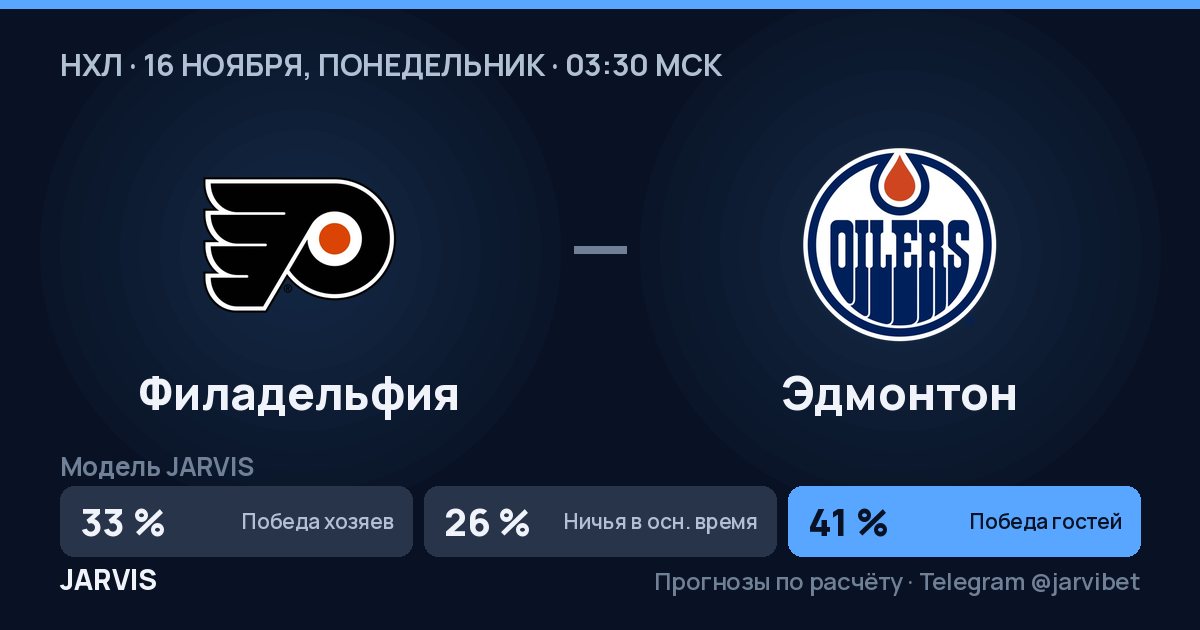 НХЛ · 16 НОЯБРЯ, ПОНЕДЕЛЬНИК · 03:30 МСК
OILERS
Филадельфия — Эдмонтон
Модель JARVIS
33 % Победа хозяев 26 % Ничья в осн. время 41 % Победа гостей
JARVIS Прогнозы по расчёту · Telegram @jarvibet